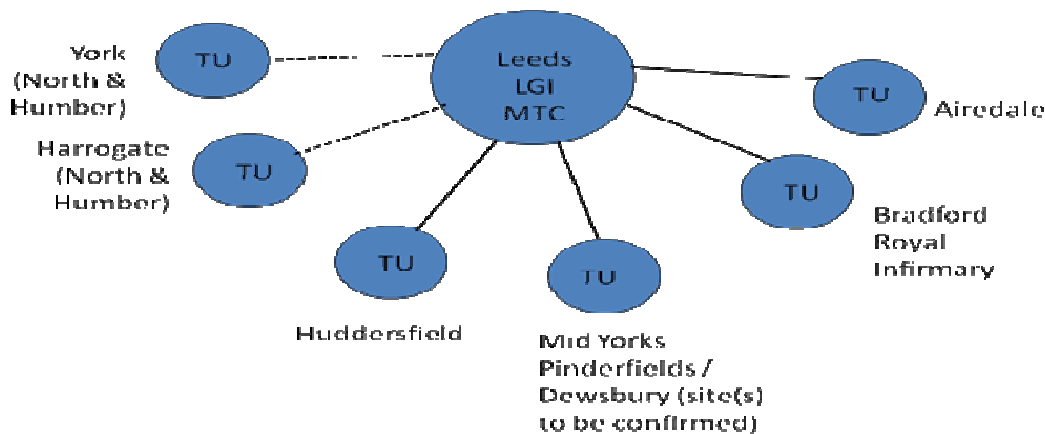 York
(North &
Humber)
TU
Leeds
LGI
MTC
TU
Airedale
Harrogate
(North &
Humber)
TU
TU
Bradford
Royal
Infirmary
TU
Huddersfield
TU
Mid Yorks
Pinderfields /
Dewsbury (site(s)
to be confirmed)